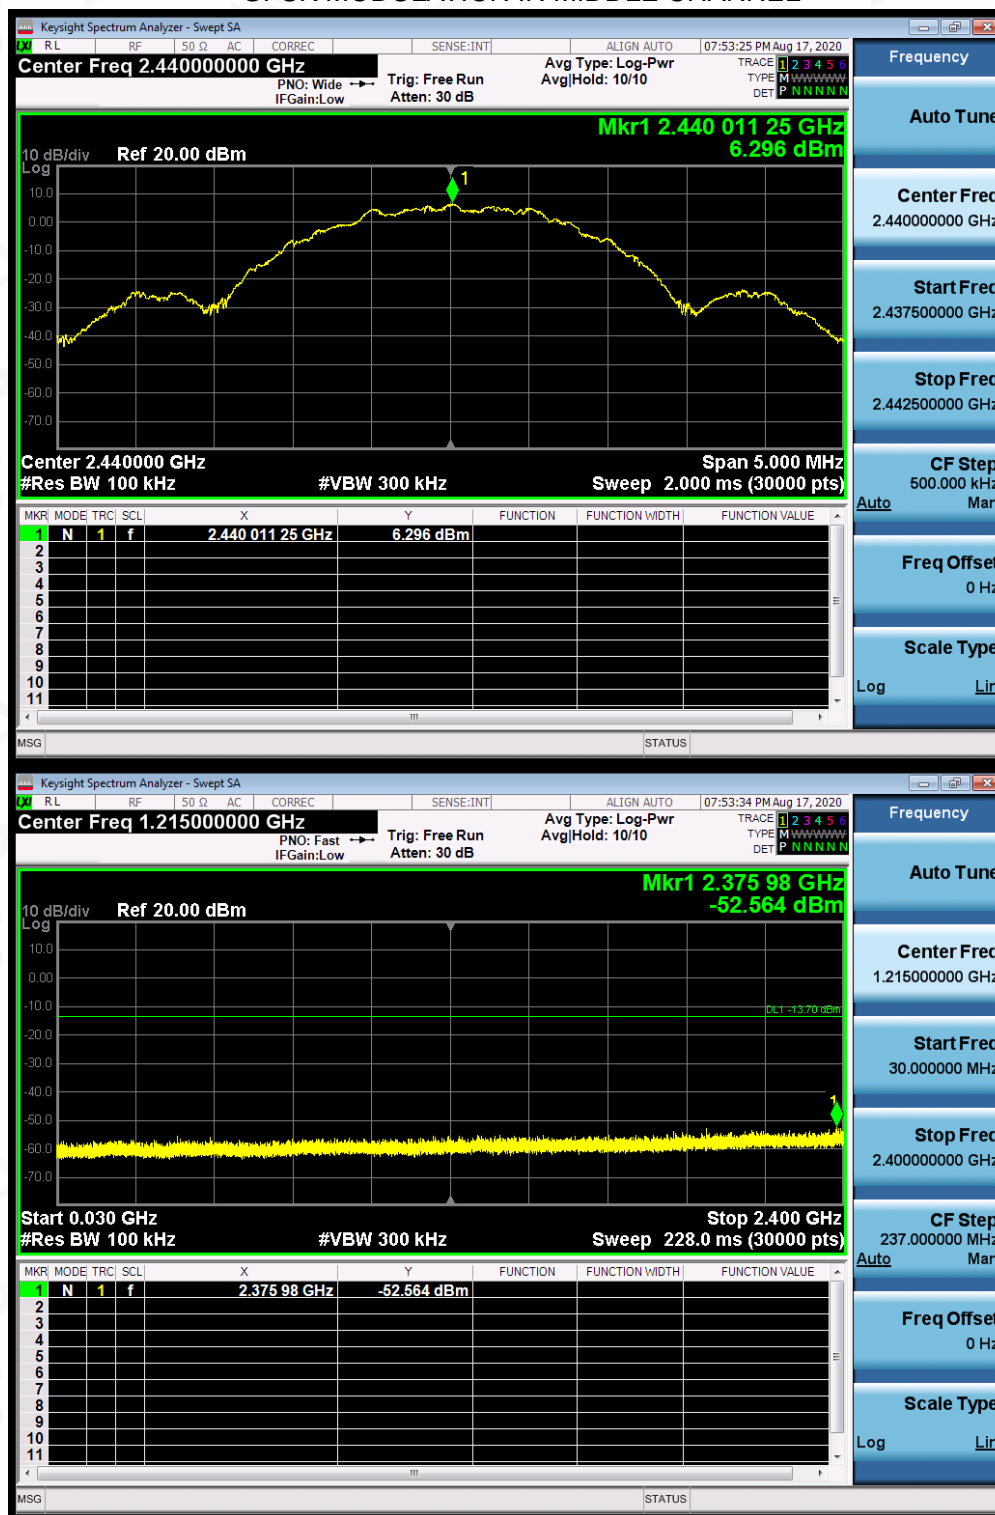 GFSK MODULATION IN MIDDLE CHANNEL
Keysight Spectrum Analyzer - Swept SA
LXI RL RF 50 Ω AC CORREC SENSE:INT ALIGN AUTO 07:53:25 PM Aug 17, 2020
Center Freq 2.440000000 GHz
PNO: Wide
IFGain:Low
Trig: Free Run
Atten: 30 dB
Avg Type: Log-Pwr
Avg|Hold: 10/10
TRACE 1 2 3 4 5 6
TYPE M WWWWW
DET P N N N N N
Mkr1 2.440 011 25 GHz
6.296 dBm
10 dB/div Ref 20.00 dBm
Log
10.0
0.00
-10.0
-20.0
-30.0
-40.0
-50.0
-60.0
-70.0
1
Center 2.440000 GHz Span 5.000 MHz
#Res BW 100 kHz #VBW 300 kHz Sweep 2.000 ms (30000 pts)
MKR MODE TRC SCL X Y FUNCTION FUNCTION WIDTH FUNCTION VALUE
1 N 1 f 2.440 011 25 GHz 6.296 dBm
2
3
4
5
6
7
8
9
10
11
MSG STATUS
Frequency
Auto Tune
Center Freq
2.440000000 GHz
Start Freq
2.437500000 GHz
Stop Freq
2.442500000 GHz
CF Step
500.000 kHz
Auto Man
Freq Offset
0 Hz
Scale Type
Log Lin
Keysight Spectrum Analyzer - Swept SA
LXI RL RF 50 Ω AC CORREC SENSE:INT ALIGN AUTO 07:53:34 PM Aug 17, 2020
Center Freq 1.215000000 GHz
PNO: Fast
IFGain:Low
Trig: Free Run
Atten: 30 dB
Avg Type: Log-Pwr
Avg|Hold: 10/10
TRACE 1 2 3 4 5 6
TYPE M WWWWW
DET P N N N N N
Mkr1 2.375 98 GHz
-52.564 dBm
10 dB/div Ref 20.00 dBm
Log
10.0
0.00
-10.0
-20.0
-30.0
-40.0
-50.0
-60.0
-70.0
DL1 -13.70 dBm
1
Start 0.030 GHz Stop 2.400 GHz
#Res BW 100 kHz #VBW 300 kHz Sweep 228.0 ms (30000 pts)
MKR MODE TRC SCL X Y FUNCTION FUNCTION WIDTH FUNCTION VALUE
1 N 1 f 2.375 98 GHz -52.564 dBm
2
3
4
5
6
7
8
9
10
11
MSG STATUS
Frequency
Auto Tune
Center Freq
1.215000000 GHz
Start Freq
30.000000 MHz
Stop Freq
2.400000000 GHz
CF Step
237.000000 MHz
Auto Man
Freq Offset
0 Hz
Scale Type
Log Lin